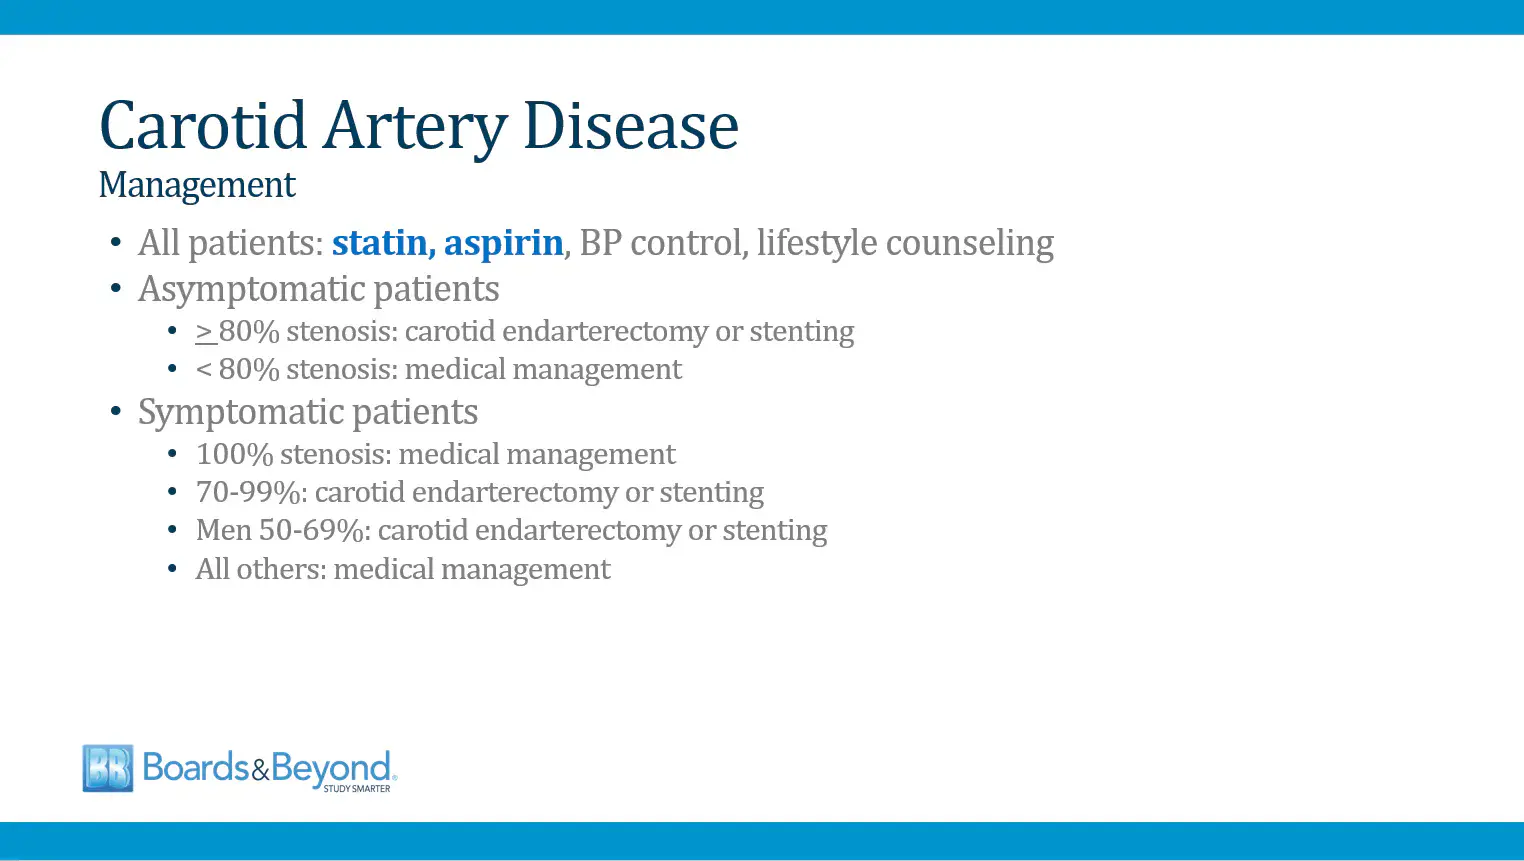 Carotid Artery Disease
Management
• All patients: statin, aspirin, BP control, lifestyle counseling
• Asymptomatic patients
• > 80% stenosis: carotid endarterectomy or stenting
• < 80% stenosis: medical management
• Symptomatic patients
• 100% stenosis: medical management
• 70-99%: carotid endarterectomy or stenting
• Men 50-69%: carotid endarterectomy or stenting
• All others: medical management
BB Boards&Beyond®
STUDY SMARTER